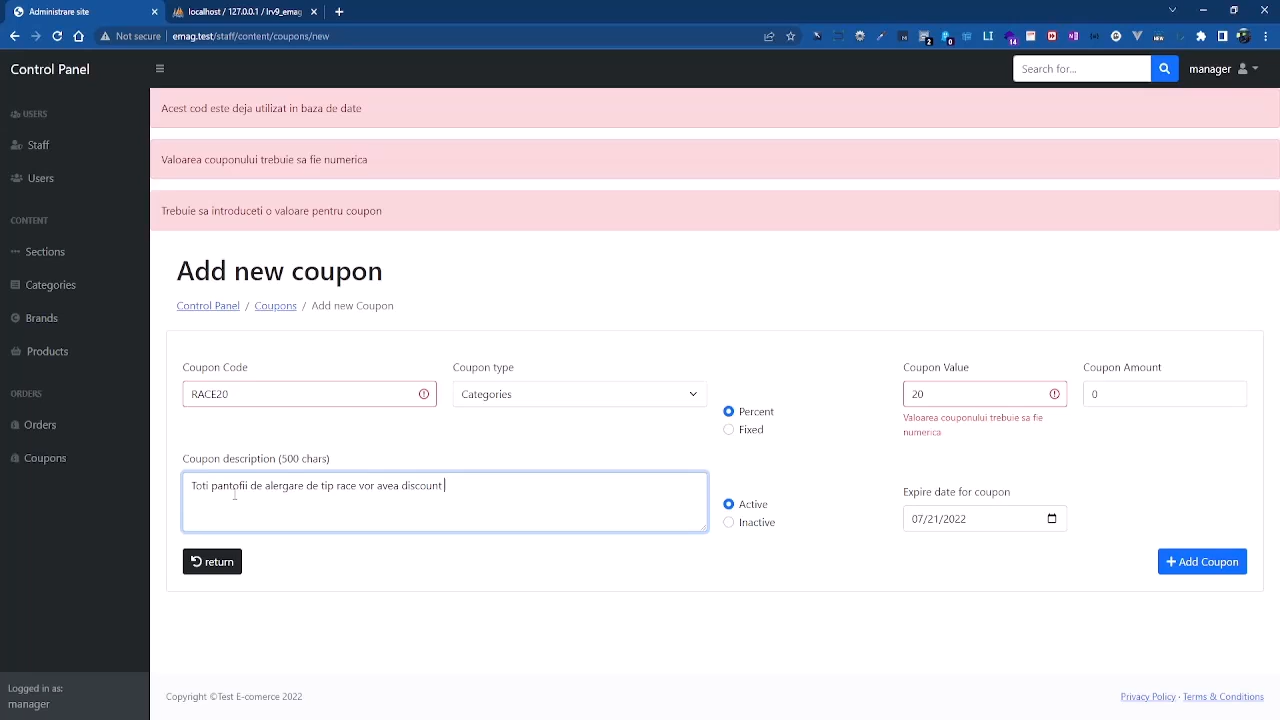 Administrare site
localhost / 127.0.0.1 / lrv9_emag
Not secure
emag.test/staff/content/coupons/new
Control Panel
Search for...
manager
USERS
Staff
Users
CONTENT
Sections
Categories
Brands
Products
ORDERS
Orders
Coupons
Logged in as:
manager
Acest cod este deja utilizat in baza de date
Valoarea couponului trebuie sa fie numerica
Trebuie sa introduceti o valoare pentru coupon
Add new coupon
Control Panel / Coupons / Add new Coupon
Coupon Code
RACE20
Coupon type
Categories
Percent
Fixed
Coupon Value
20
Valoarea couponului trebuie sa fie
numerica
Coupon Amount
0
Coupon description (500 chars)
Toti pantofii de alergare de tip race vor avea discount
Active
Inactive
Expire date for coupon
07/21/2022
return
+ Add Coupon
Copyright ©Test E-comerce 2022
Privacy Policy · Terms & Conditions